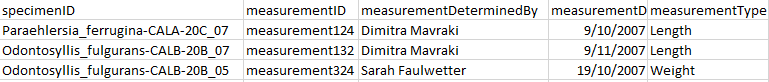 specimenID measurementID measurementDeterminedBy measurementD measurementType
Paraehlersia_ferrugina-CALA-20C_07 measurement124 Dimitra Mavraki 9/10/2007 Length
Odontosyllis_fulgurans-CALB-20B_07 measurement132 Dimitra Mavraki 9/11/2007 Length
Odontosyllis_fulgurans-CALB-20B_05 measurement324 Sarah Faulwetter 19/10/2007 Weight